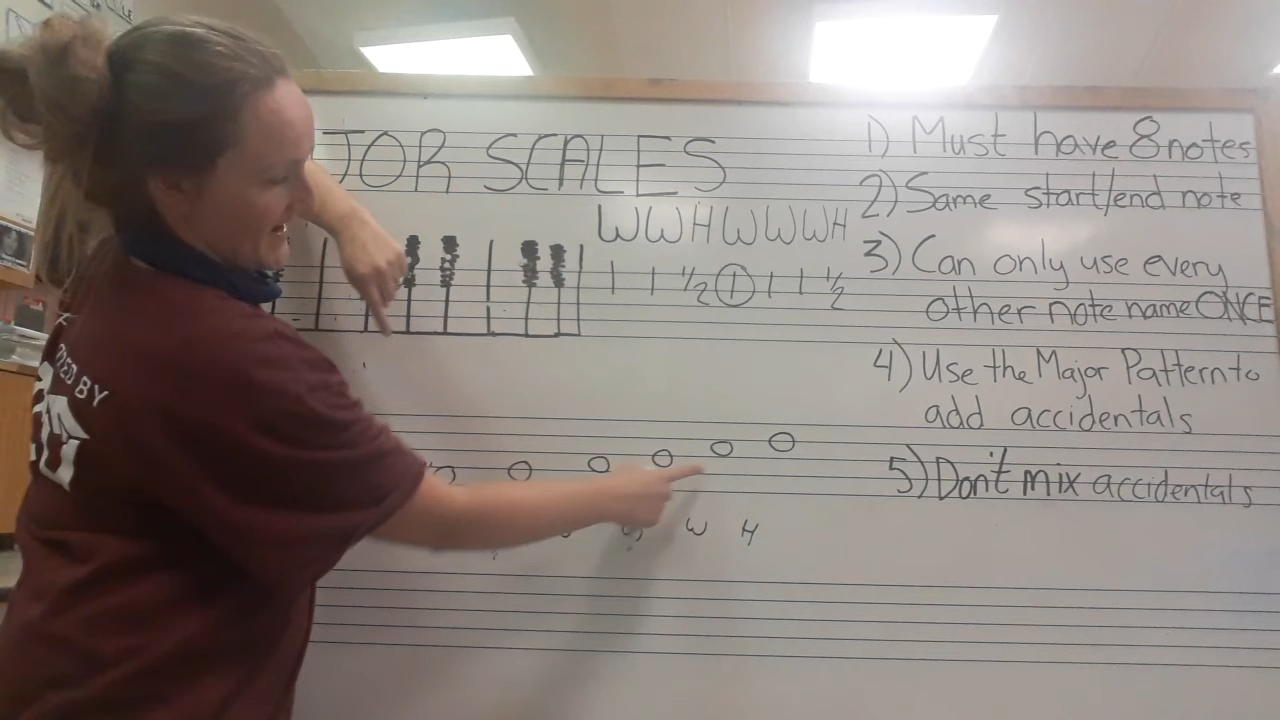 JOR SCALES
W W H W W W H
1 1 1/2 1 1 1 1/2
1) Must have 8 notes
2) Same start/end note
3) Can only use every
other note name ONCE
4) Use the Major Pattern to
add accidentals
5) Don't mix accidentals
W H
BY